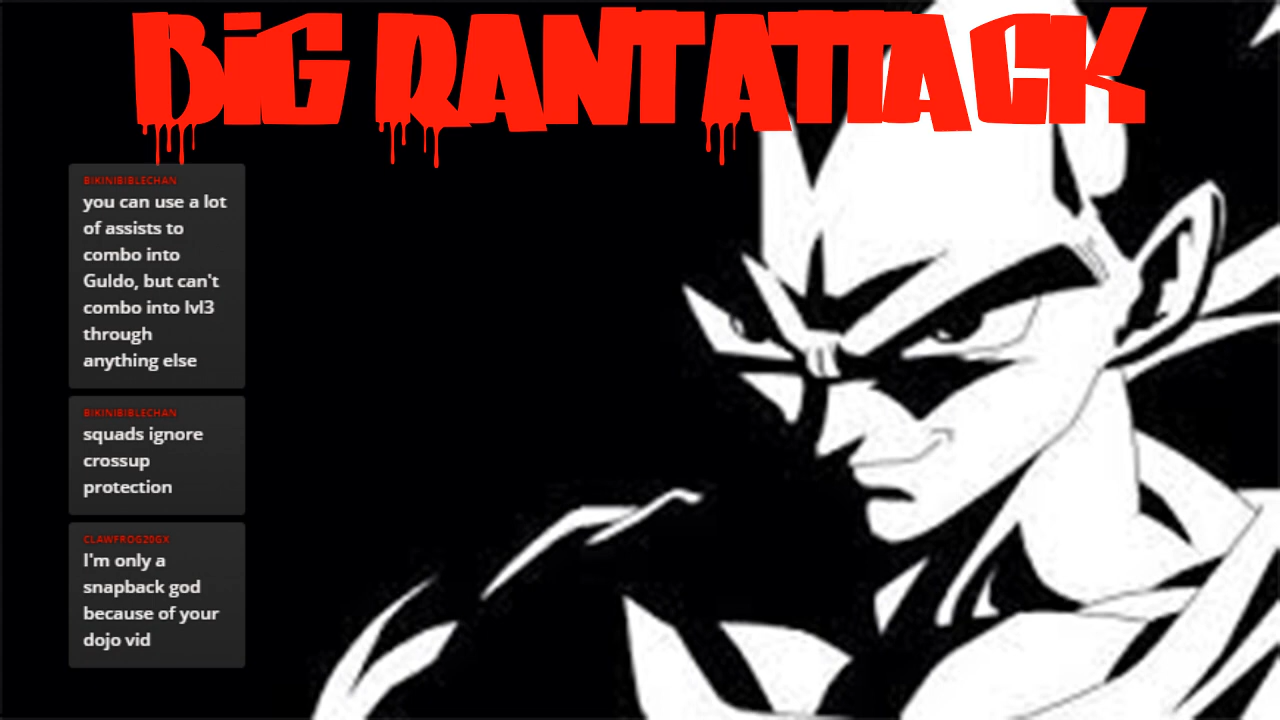 BiG RANTATTACK
BIKINIBIBLECHAN
you can use a lot
of assists to
combo into
Guldo, but can't
combo into lvl3
through
anything else
BIKINIBIBLECHAN
squads ignore
crossup
protection
CLAWFROG20GX
I'm only a
snapback god
because of your
dojo vid